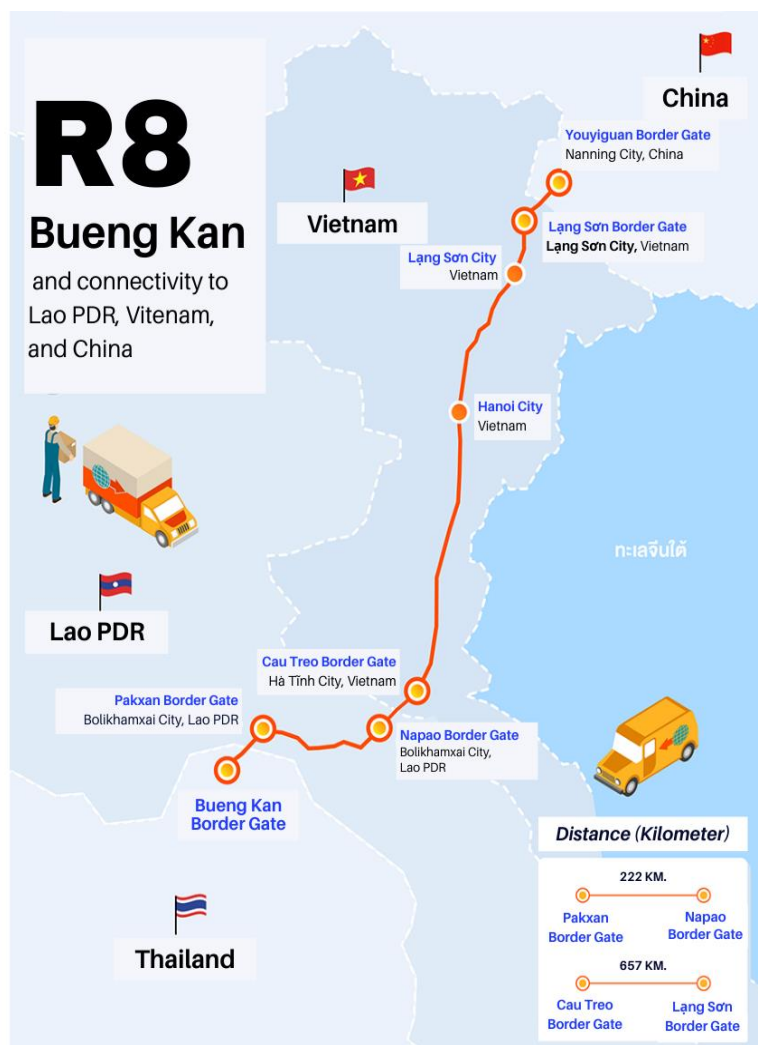 R8
Bueng Kan
and connectivity to
Lao PDR, Vitenam,
and China
China
Youyiguan Border Gate
Nanning City, China
Vietnam
Lạng Sơn Border Gate
Lạng Sơn City, Vietnam
Lạng Sơn City
Vietnam
Hanoi City
Vietnam
ทะเลจีนใต้
Lao PDR
Cau Treo Border Gate
Hà Tĩnh City, Vietnam
Pakxan Border Gate
Bolikhamxai City, Lao PDR
Napao Border Gate
Bolikhamxai City,
Lao PDR
Bueng Kan
Border Gate
Thailand
Distance (Kilometer)
222 KM.
Pakxan
Border Gate
Napao
Border Gate
657 KM.
Cau Treo
Border Gate
Lạng Sơn
Border Gate